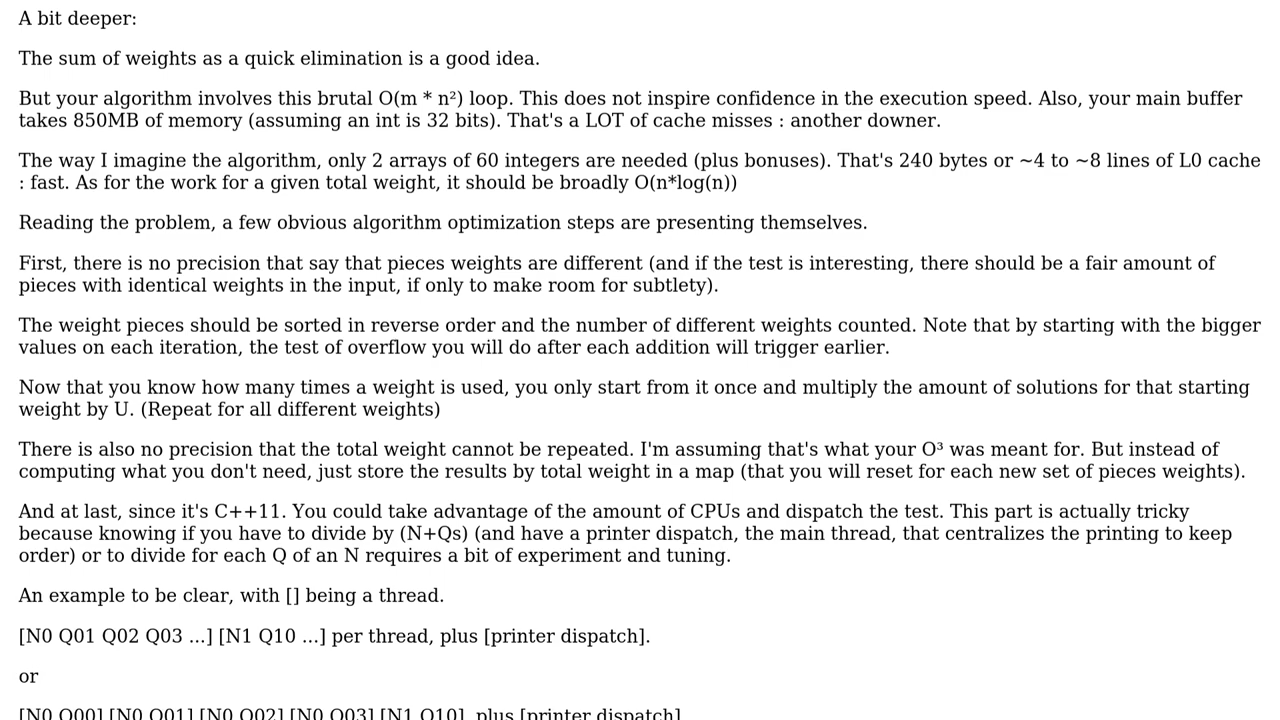 A bit deeper:
The sum of weights as a quick elimination is a good idea.
But your algorithm involves this brutal O(m * n²) loop. This does not inspire confidence in the execution speed. Also, your main buffer
takes 850MB of memory (assuming an int is 32 bits). That's a LOT of cache misses : another downer.
The way I imagine the algorithm, only 2 arrays of 60 integers are needed (plus bonuses). That's 240 bytes or ~4 to ~8 lines of L0 cache
: fast. As for the work for a given total weight, it should be broadly O(n*log(n))
Reading the problem, a few obvious algorithm optimization steps are presenting themselves.
First, there is no precision that say that pieces weights are different (and if the test is interesting, there should be a fair amount of
pieces with identical weights in the input, if only to make room for subtlety).
The weight pieces should be sorted in reverse order and the number of different weights counted. Note that by starting with the bigger
values on each iteration, the test of overflow you will do after each addition will trigger earlier.
Now that you know how many times a weight is used, you only start from it once and multiply the amount of solutions for that starting
weight by U. (Repeat for all different weights)
There is also no precision that the total weight cannot be repeated. I'm assuming that's what your O³ was meant for. But instead of
computing what you don't need, just store the results by total weight in a map (that you will reset for each new set of pieces weights).
And at last, since it's C++11. You could take advantage of the amount of CPUs and dispatch the test. This part is actually tricky
because knowing if you have to divide by (N+Qs) (and have a printer dispatch, the main thread, that centralizes the printing to keep
order) or to divide for each Q of an N requires a bit of experiment and tuning.
An example to be clear, with [] being a thread.
[N0 Q01 Q02 Q03 ...] [N1 Q10 ...] per thread, plus [printer dispatch].
or
[N0 Q00] [N0 Q01] [N0 Q02] [N0 Q03] [N1 Q10], plus [printer dispatch]